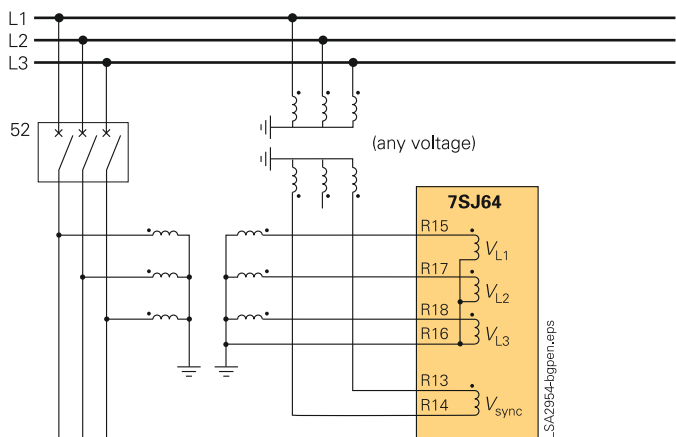 L1
L2
L3
52
(any voltage)
7SJ64
R15
VL1
R17
VL2
R18
R16
VL3
R13
R14
Vsync
LSA2954-bgpen.eps